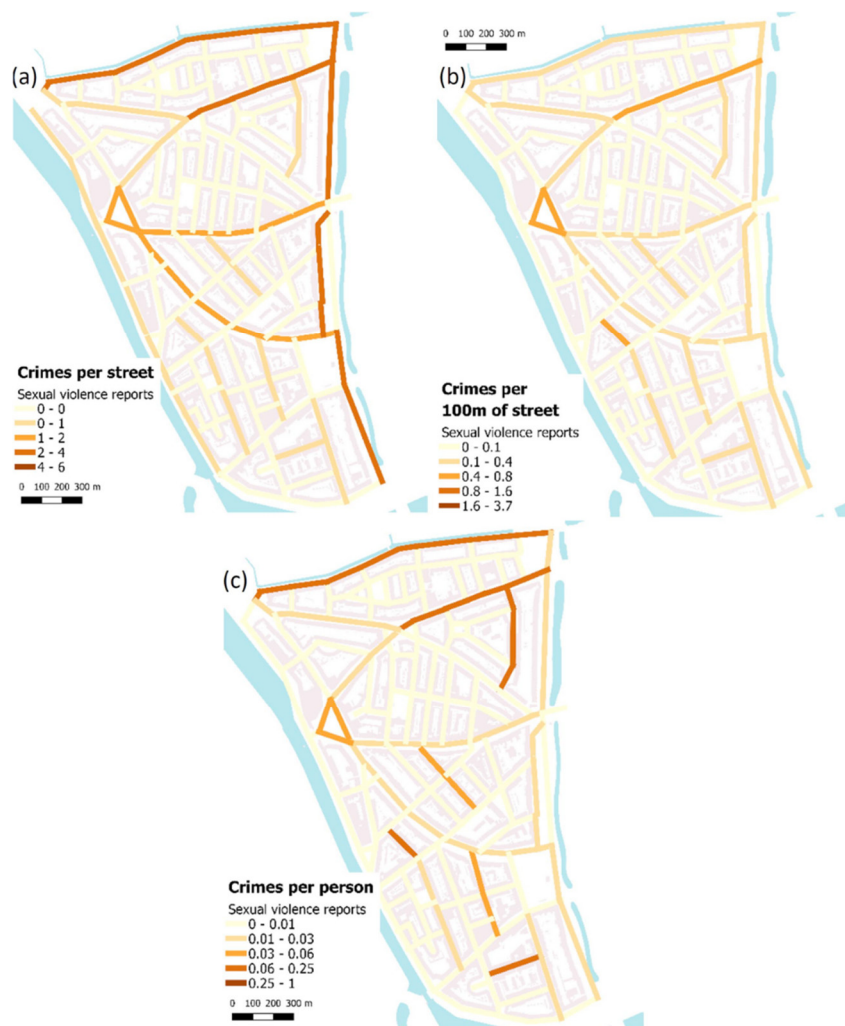 (a)
Crimes per street
Sexual violence reports
0 - 0
0 - 1
1 - 2
2 - 4
4 - 6
0 100 200 300 m
0 100 200 300 m
(b)
Crimes per
100m of street
Sexual violence reports
0 - 0.1
0.1 - 0.4
0.4 - 0.8
0.8 - 1.6
1.6 - 3.7
(c)
Crimes per person
Sexual violence reports
0 - 0.01
0.01 - 0.03
0.03 - 0.06
0.06 - 0.25
0.25 - 1
0 100 200 300 m